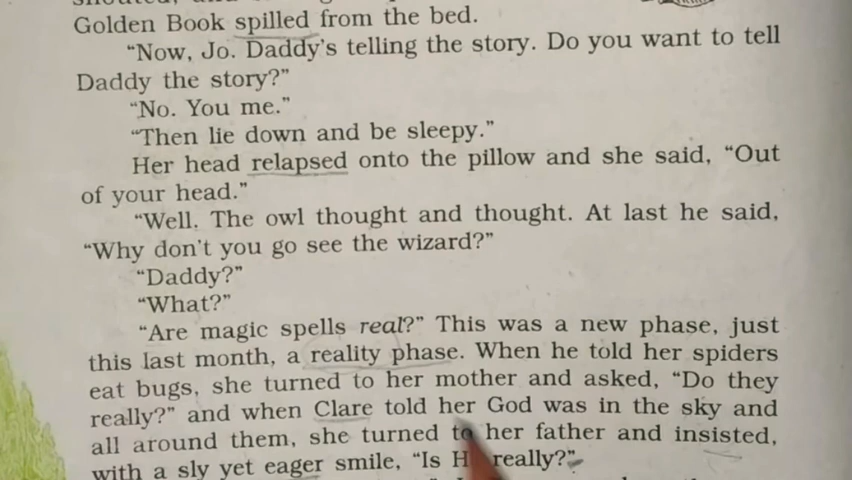 Golden Book spilled from the bed.
“Now, Jo. Daddy’s telling the story. Do you want to tell
Daddy the story?”
“No. You me.”
“Then lie down and be sleepy.”
Her head relapsed onto the pillow and she said, “Out
of your head.”
“Well. The owl thought and thought. At last he said,
“Why don’t you go see the wizard?”
“Daddy?”
“What?”
“Are magic spells real?” This was a new phase, just
this last month, a reality phase. When he told her spiders
eat bugs, she turned to her mother and asked, “Do they
really?” and when Clare told her God was in the sky and
all around them, she turned to her father and insisted,
with a sly yet eager smile, “Is really?”